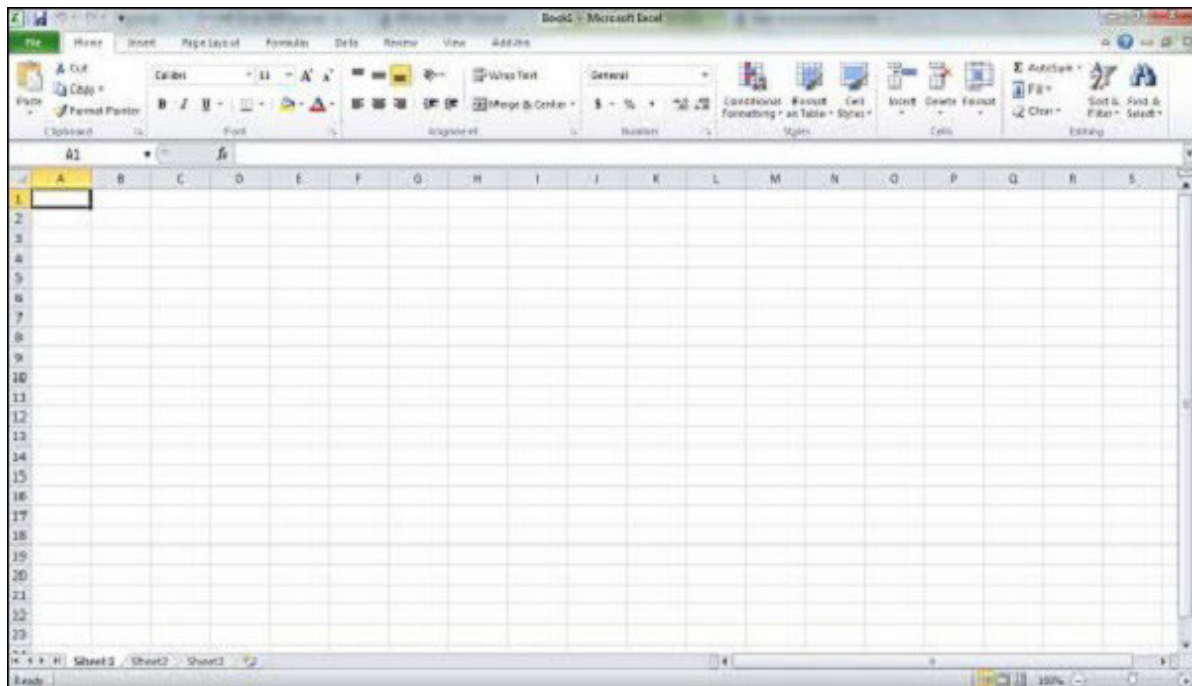 Book1 - Microsoft Excel
File Home Insert Page Layout Formulas Data Review View Add-Ins
Cut
Copy
Paste
Format Painter
Calibri 11 A A
B I U A
Wrap Text
Merge & Center
General
$ %
Conditional Formatting
Format as Table
Cell Styles
Insert Delete Format
Σ AutoSum
Fill
Clear
Sort & Filter
Find & Select
Clipboard Font Alignment Number Styles Cells Editing
A1 fx
A B C D E F G H I J K L M N O P Q R S
1
2
3
4
5
6
7
8
9
10
11
12
13
14
15
16
17
18
19
20
21
22
23
Sheet1 Sheet2 Sheet3
Ready 100%